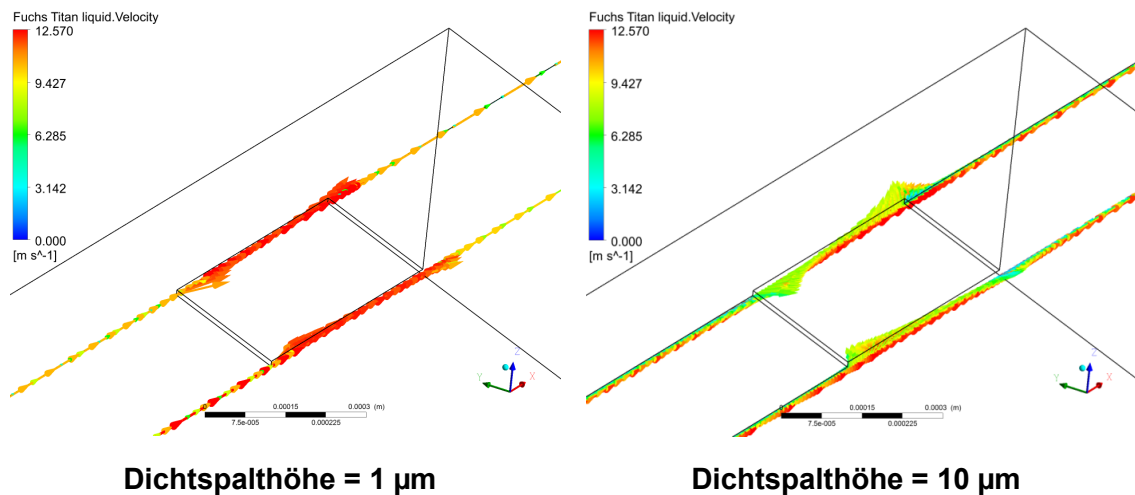 Fuchs Titan liquid.Velocity
12.570
9.427
6.285
3.142
0.000
[m s^-1]
Z
Y
X
0
0.00015
0.0003 (m)
7.5e-005
0.000225
Dichtspalthöhe = 1 µm
Fuchs Titan liquid.Velocity
12.570
9.427
6.285
3.142
0.000
[m s^-1]
Z
Y
X
0
0.00015
0.0003 (m)
7.5e-005
0.000225
Dichtspalthöhe = 10 µm